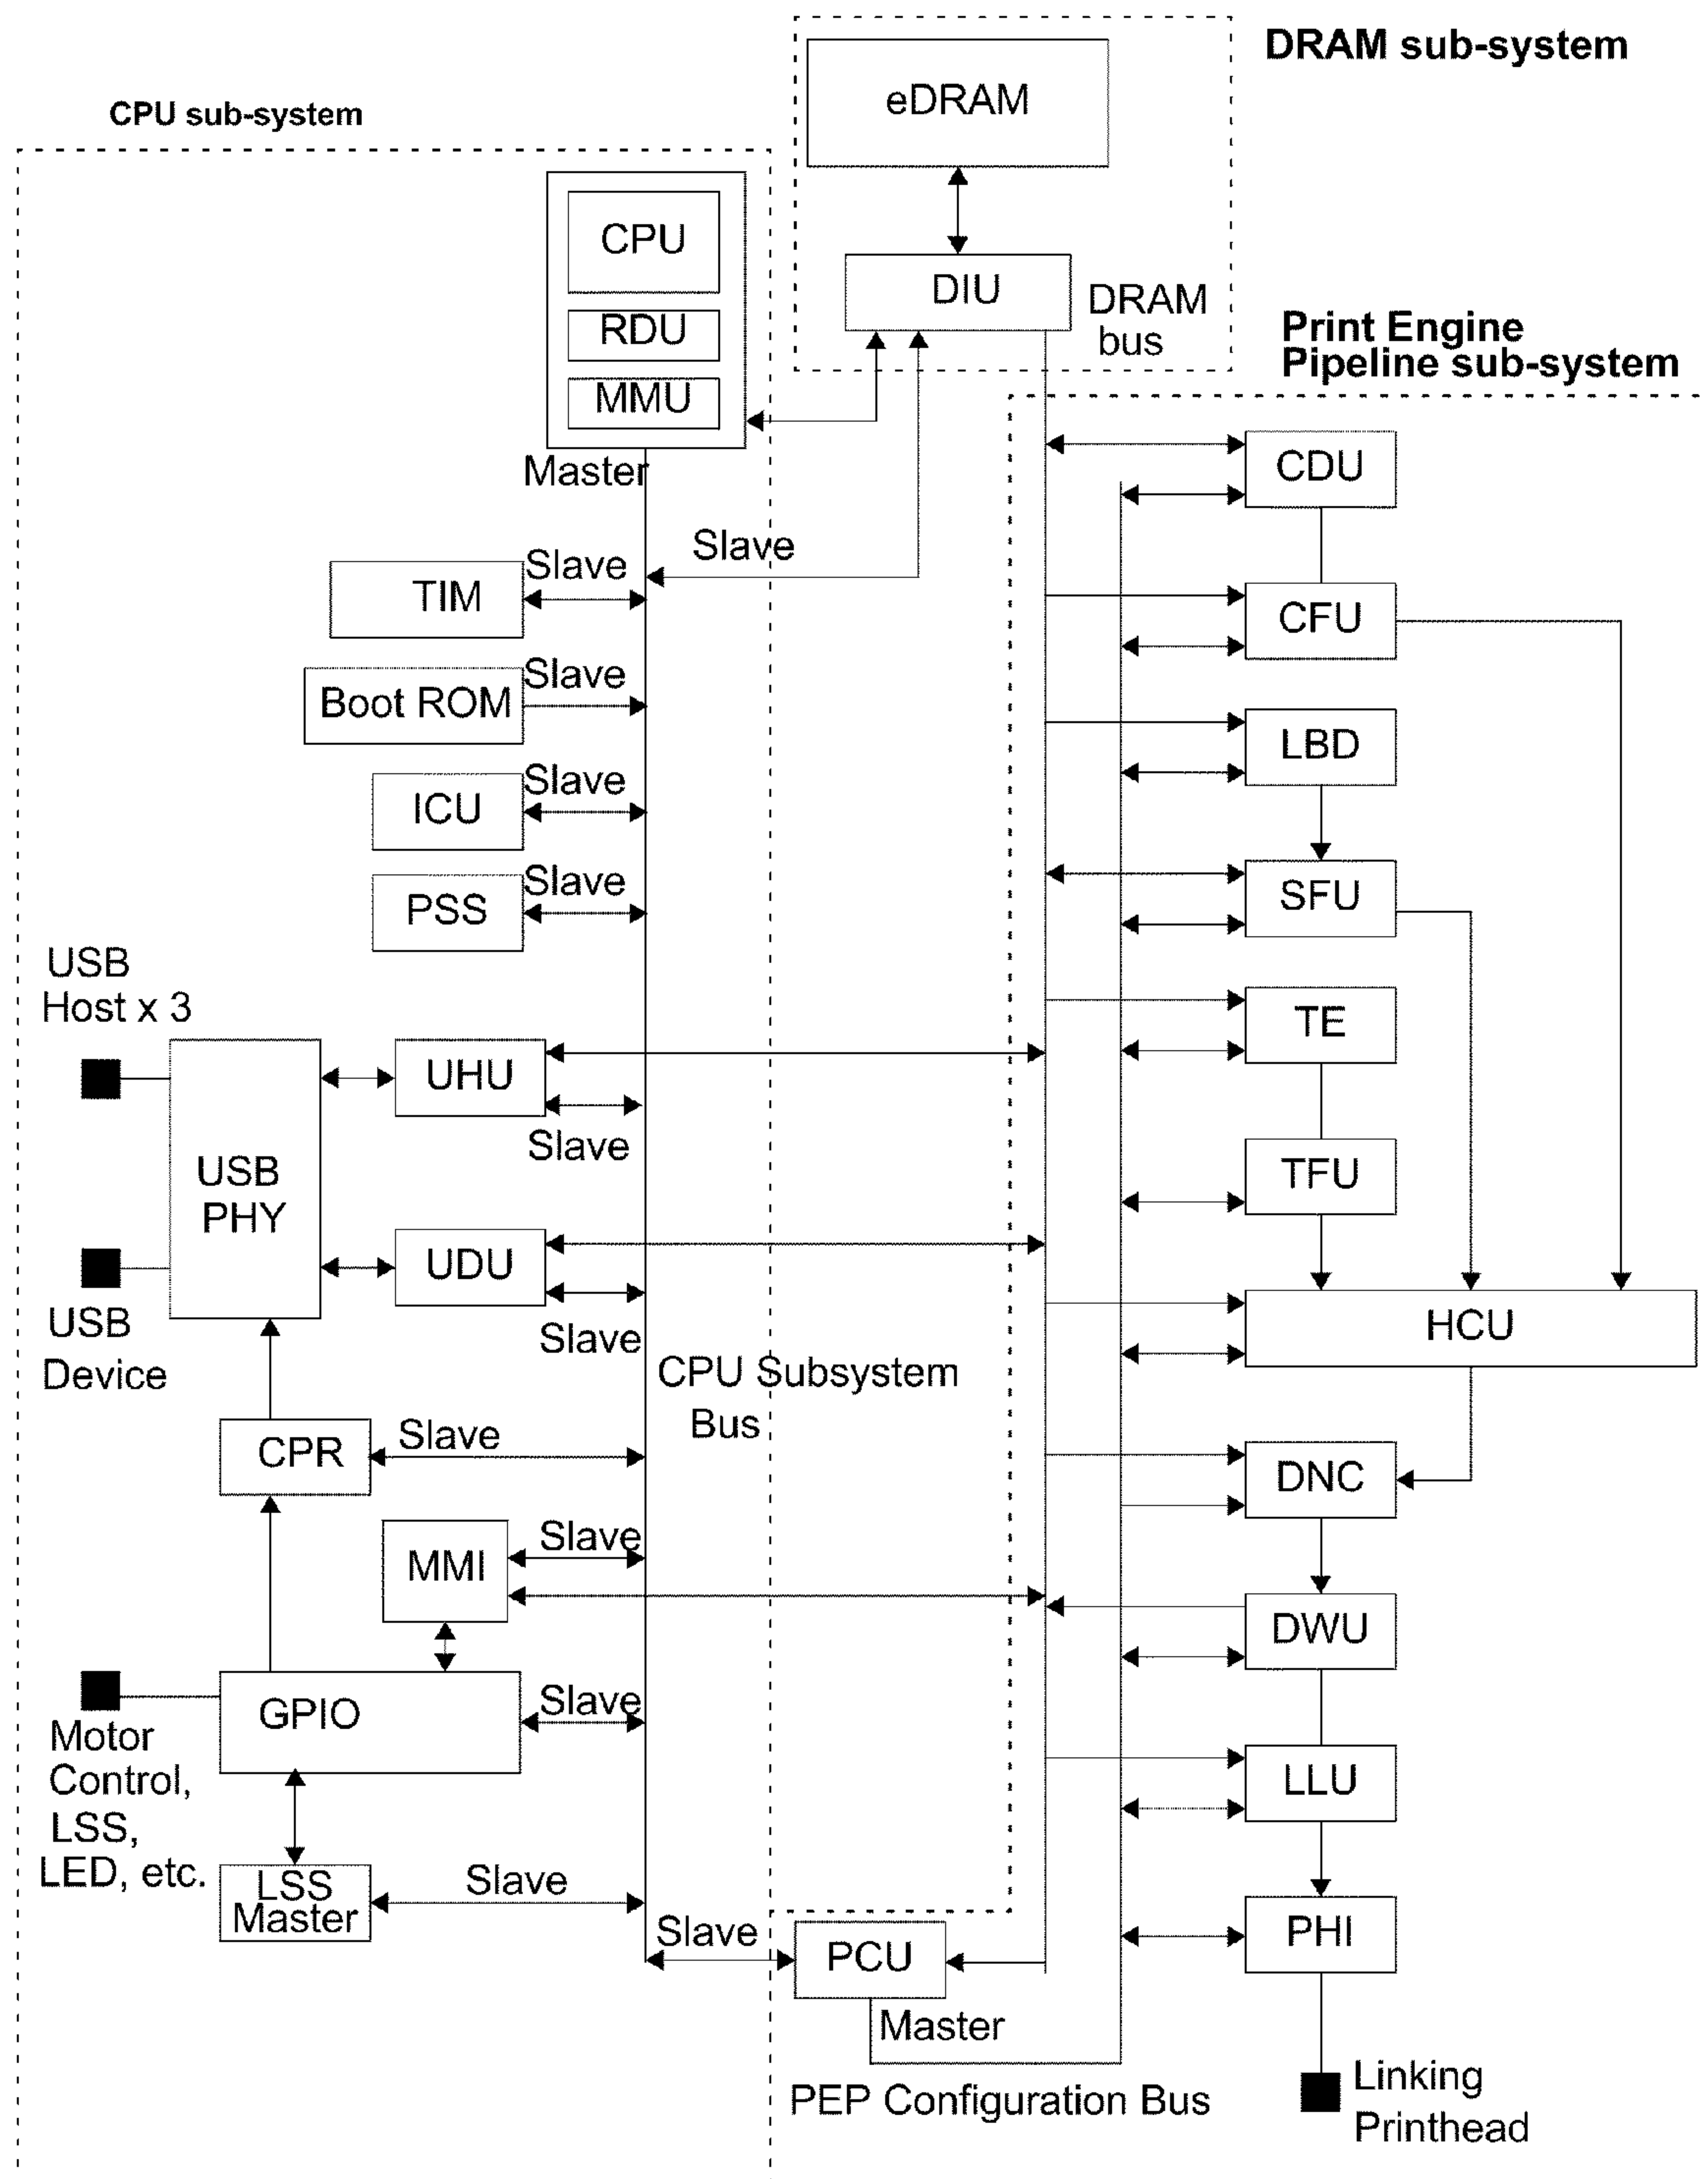 DRAM sub-system
CPU sub-system
eDRAM
CPU
RDU
MMU
Master
DIU
DRAM
bus
Print Engine
Pipeline sub-system
CDU
Slave
Slave
TIM
CFU
Slave
Boot ROM
LBD
Slave
ICU
Slave
PSS
SFU
USB
Host x 3
TE
UHU
Slave
USB
PHY
TFU
UDU
USB
Device
Slave
HCU
CPU Subsystem
Bus
Slave
CPR
DNC
Slave
MMI
DWU
Slave
GPIO
Motor
Control,
LSS,
LED, etc.
LLU
LSS
Master
Slave
Slave
PCU
PHI
Master
PEP Configuration Bus
Linking
Printhead